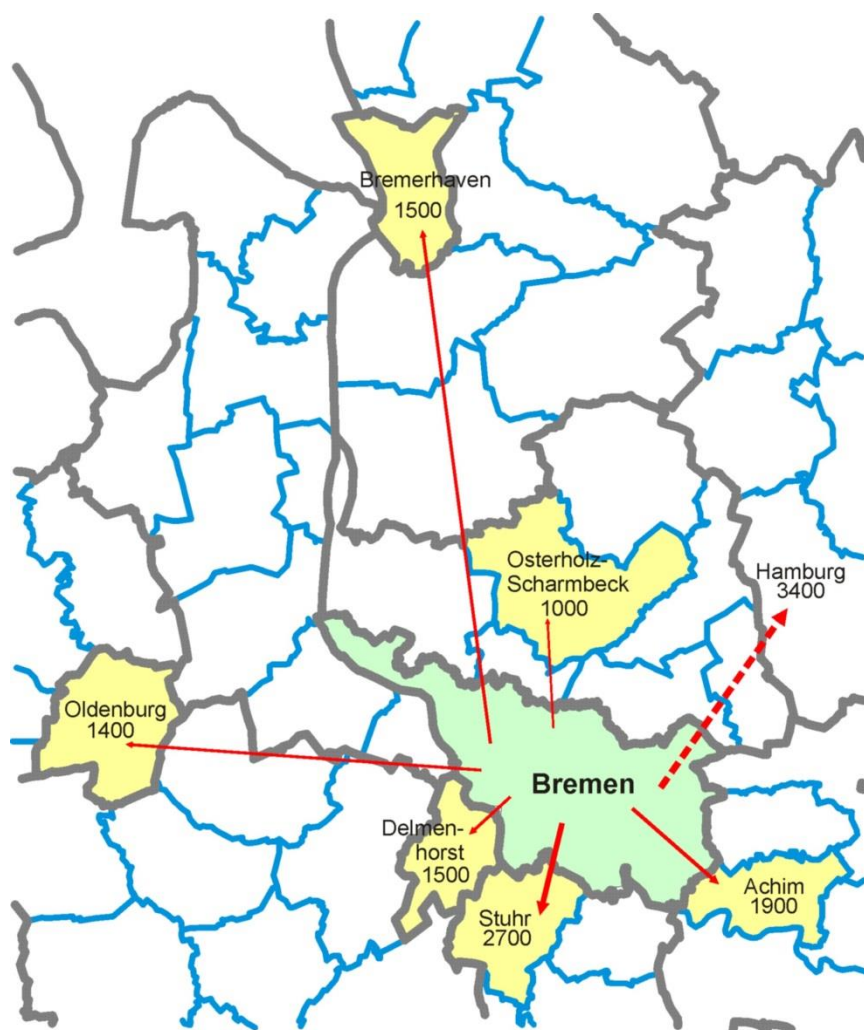 Bremerhaven
1500
Osterholz-
Scharmbeck
1000
Hamburg
3400
Oldenburg
1400
Bremen
Delmen-
horst
1500
Stuhr
2700
Achim
1900